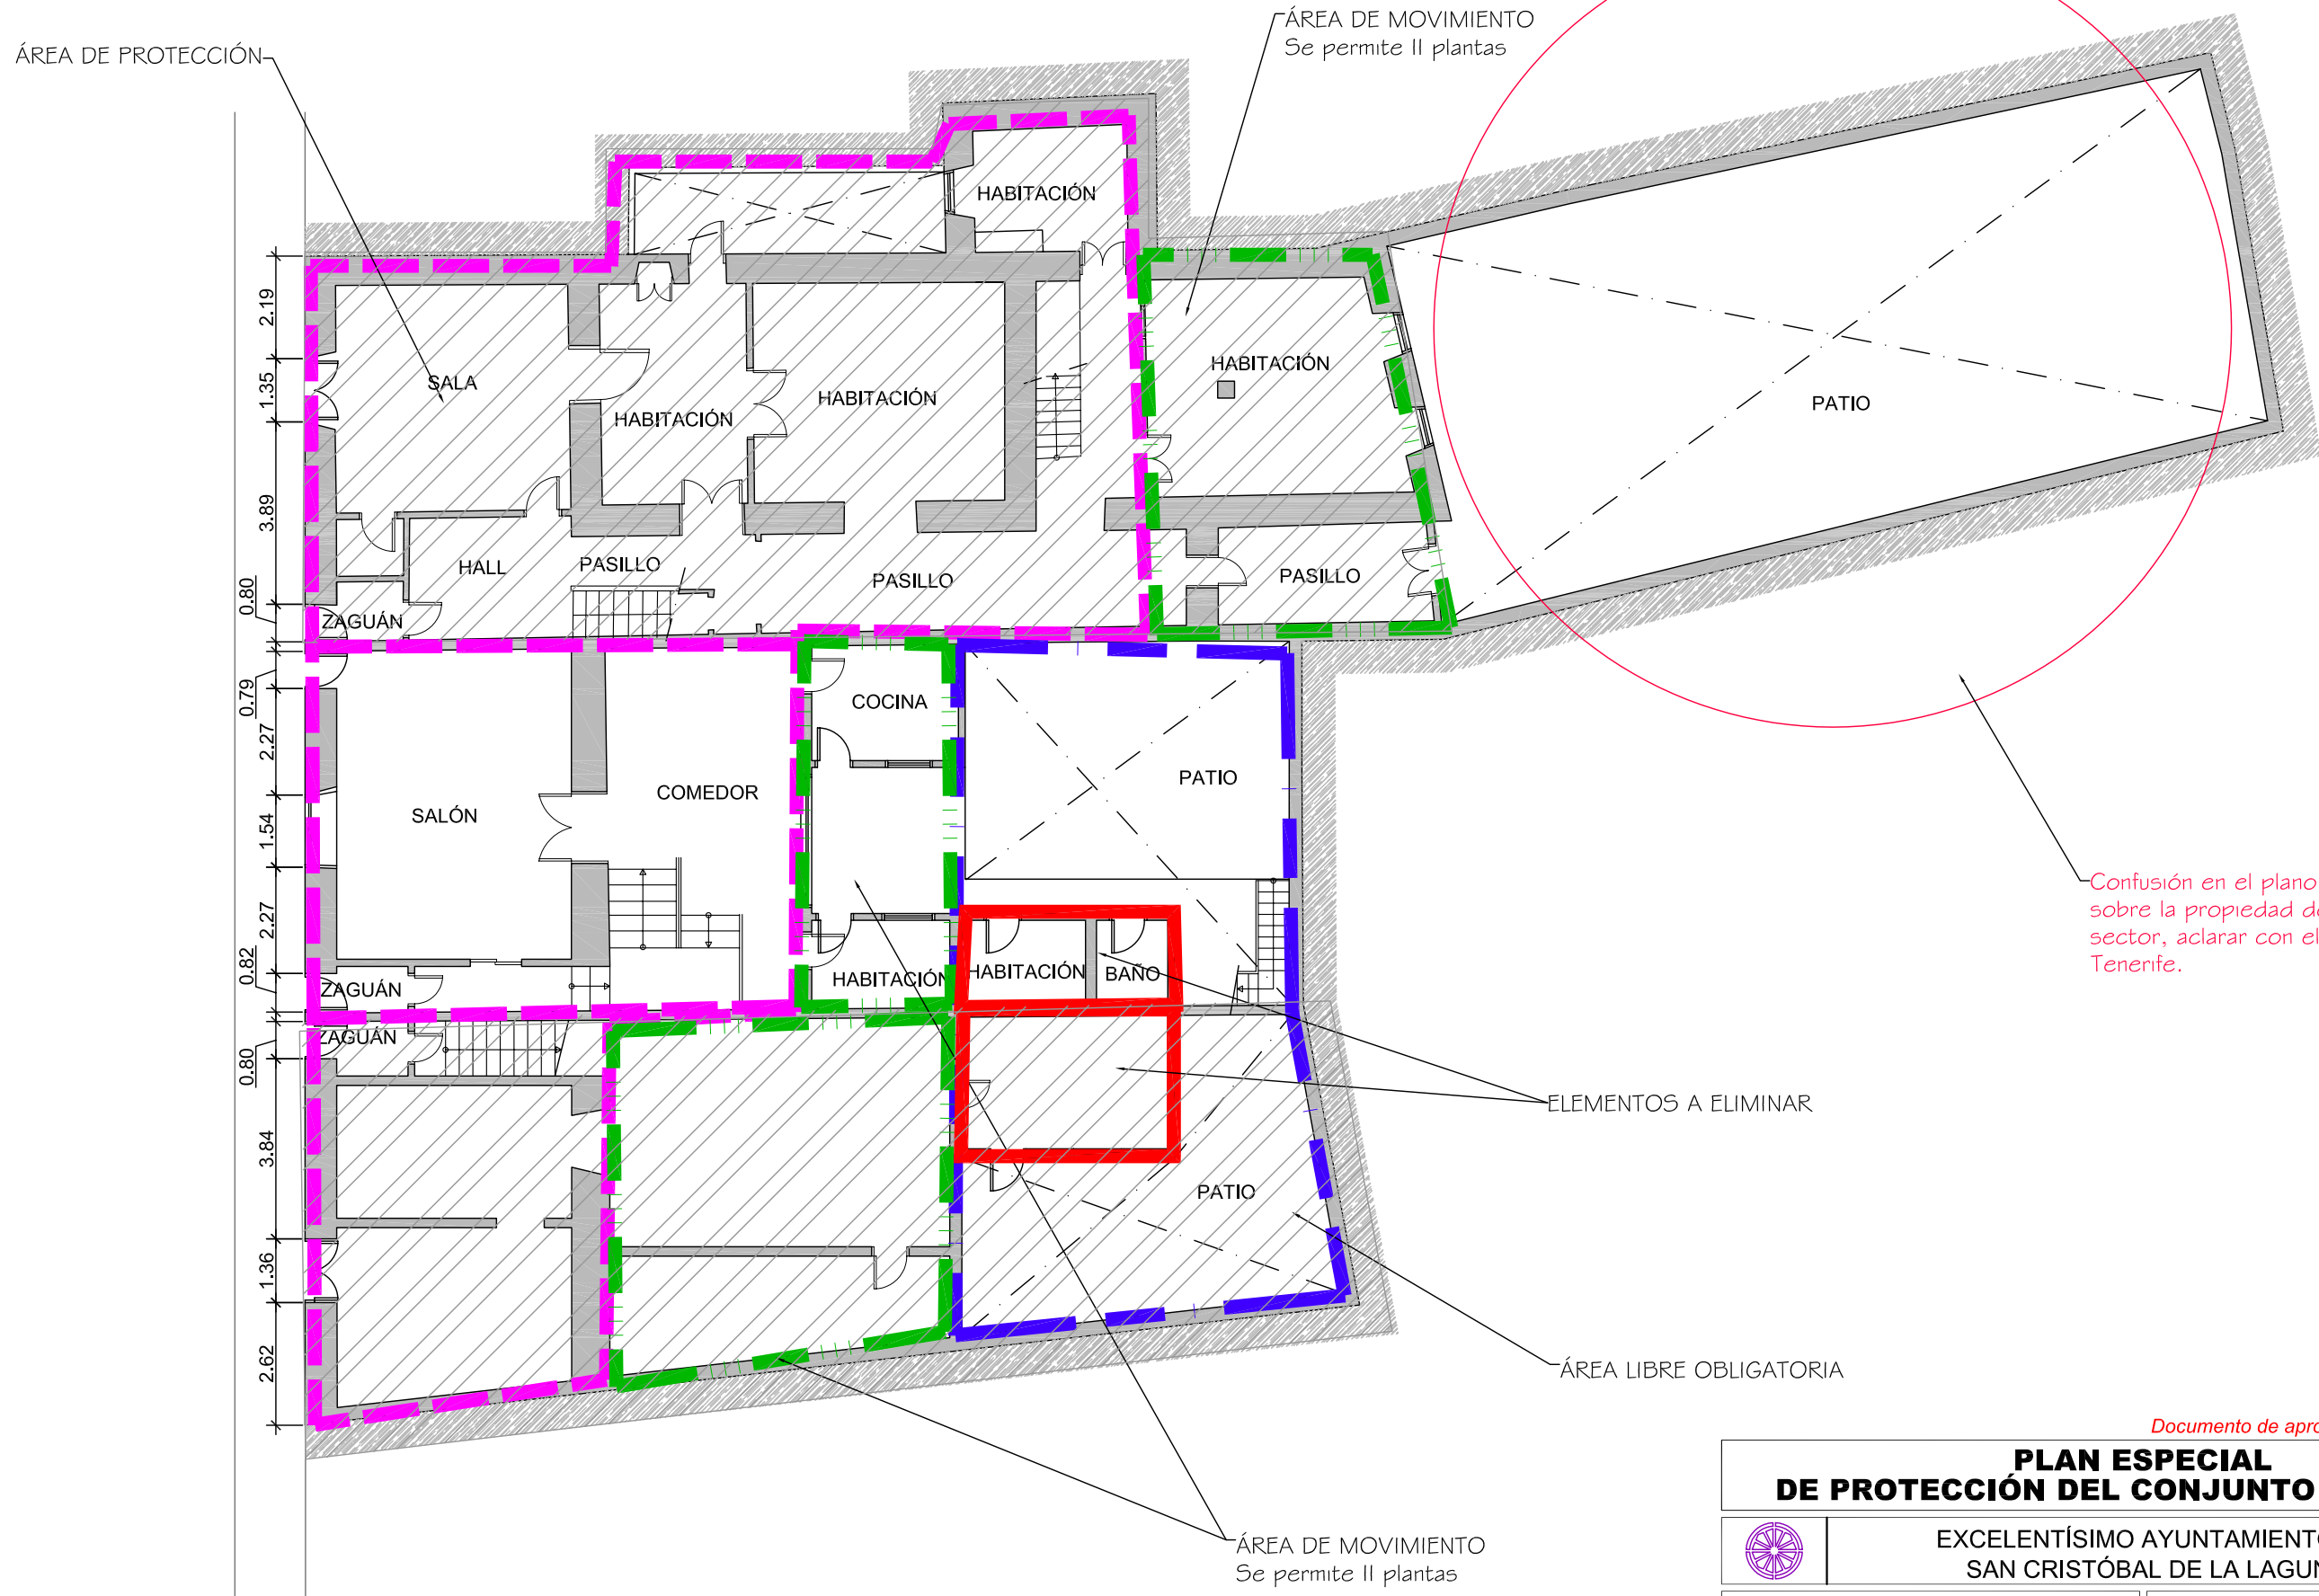 ÁREA DE MOVIMIENTO
Se permite II plantas
ÁREA DE PROTECCIÓN
HABITACIÓN
2.19
1.35
3.89
0.80
SALA
HABITACIÓN
HABITACIÓN
HABITACIÓN
PATIO
HALL
PASILLO
PASILLO
PASILLO
ZAGUÁN
0.79
2.27
1.54
2.27
0.82
COCINA
PATIO
COMEDOR
SALÓN
Confusión en el plano
sobre la propiedad
sector, aclarar con el
Tenerife.
HABITACIÓN
HABITACIÓN
BAÑO
ZAGUÁN
ZAGUÁN
0.80
3.84
1.36
2.62
ELEMENTOS A ELIMINAR
PATIO
ÁREA LIBRE OBLIGATORIA
Documento de
PLAN ESPECIAL
DE PROTECCIÓN DEL CONJUNTO
EXCELENTÍSIMO AYUNTAMIENTO
SAN CRISTÓBAL DE LA
ÁREA DE MOVIMIENTO
Se permite II plantas